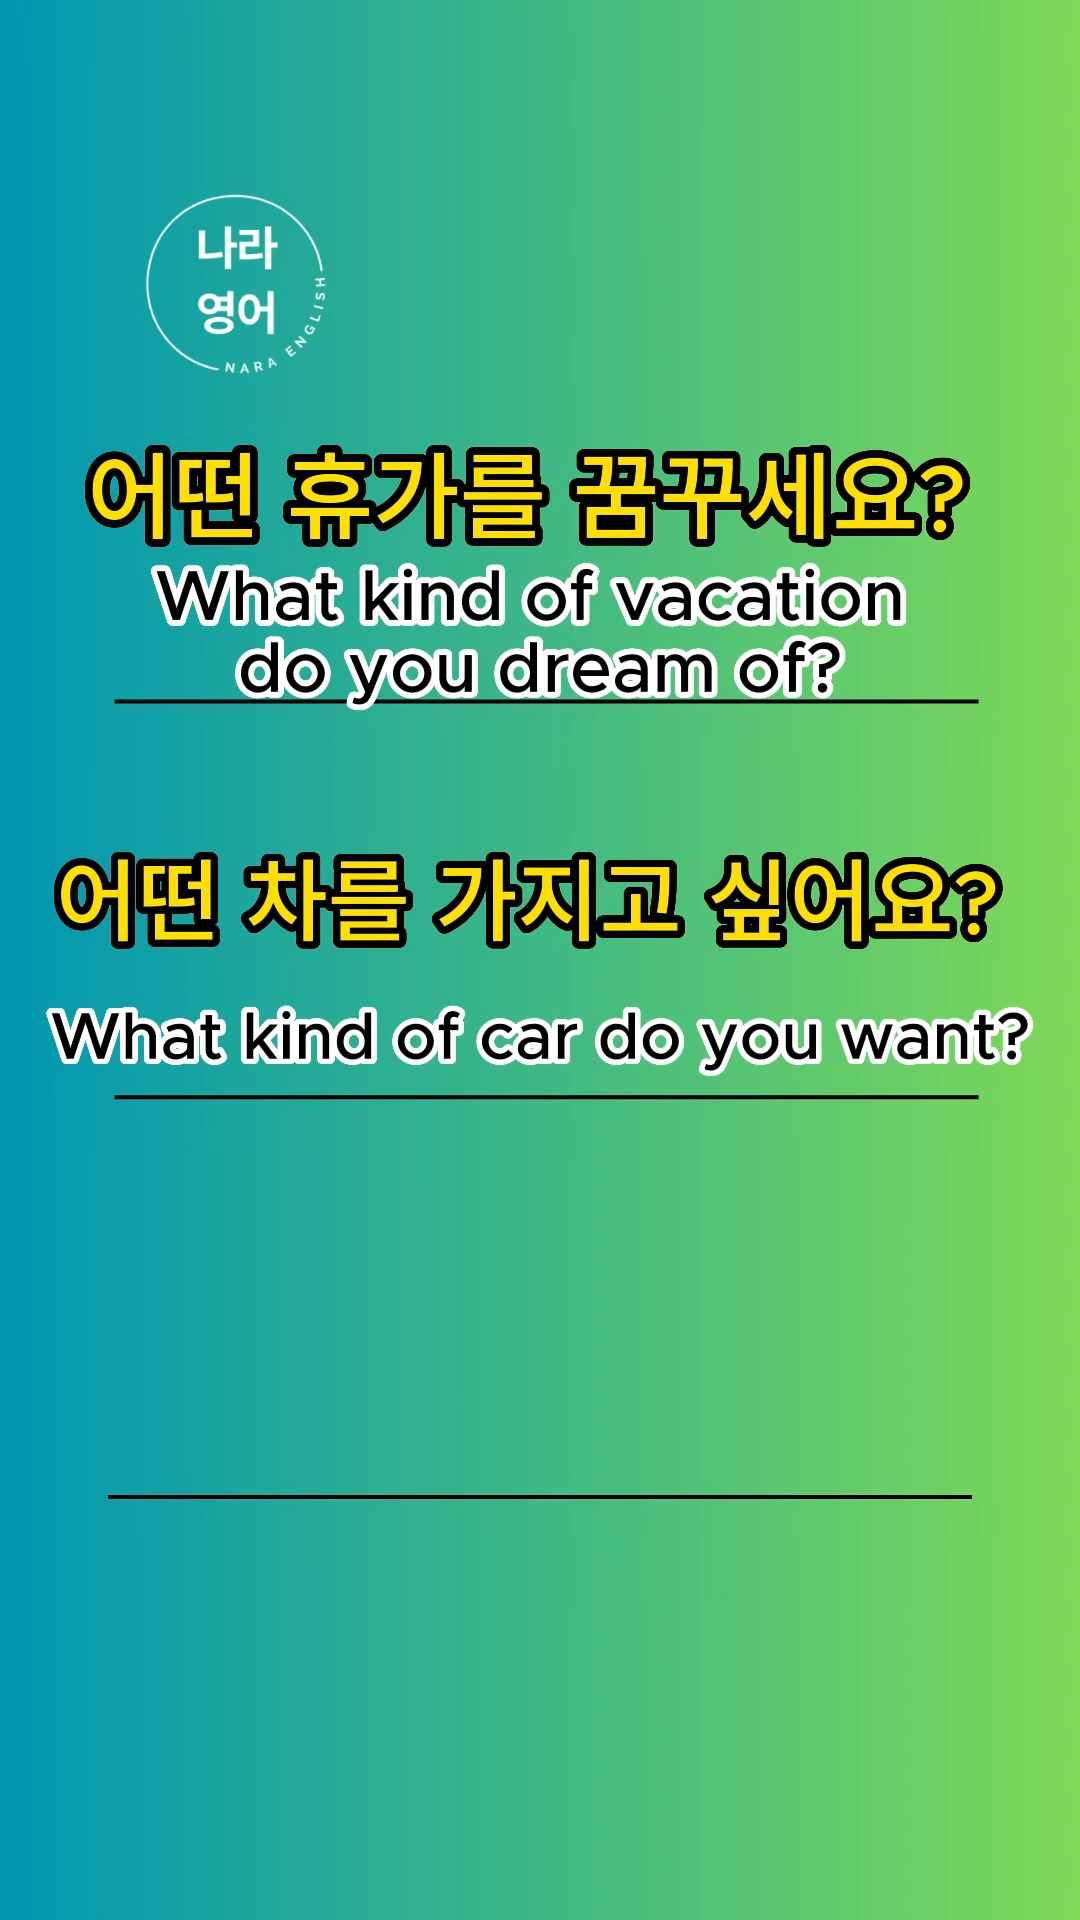 나라
영어
NARA ENGLISH
어떤 휴가를 꿈꾸세요?
What kind of vacation
do you dream of?
어떤 차를 가지고 싶어요?
What kind of car do you want?